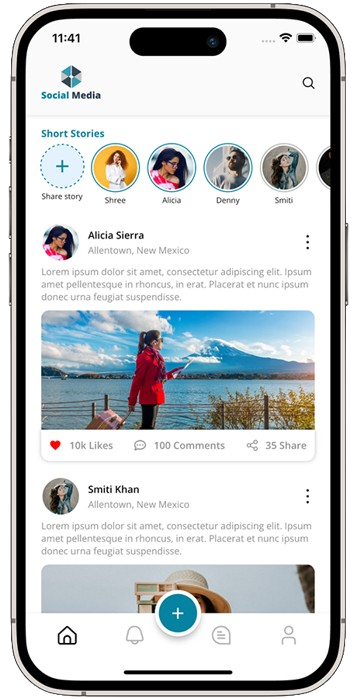 11:41
Social Media
Short Stories
Share story
Shree
Alicia
Denny
Smiti
Alicia Sierra
Allentown, New Mexico
Lorem ipsum dolor sit amet, consectetur adipiscing elit. Ipsum
amet pellentesque in rhoncus, in erat. Placerat et nunc in
donec urna feugiat suspendisse.
10k Likes
100 Comments
35 Share
Smiti Khan
Allentown, New Mexico
Lorem ipsum dolor sit amet, consectetur adipiscing elit. Ipsum
amet pellentesque in rhoncus, in erat. Placerat et nunc in
donec urna feugiat suspendisse.